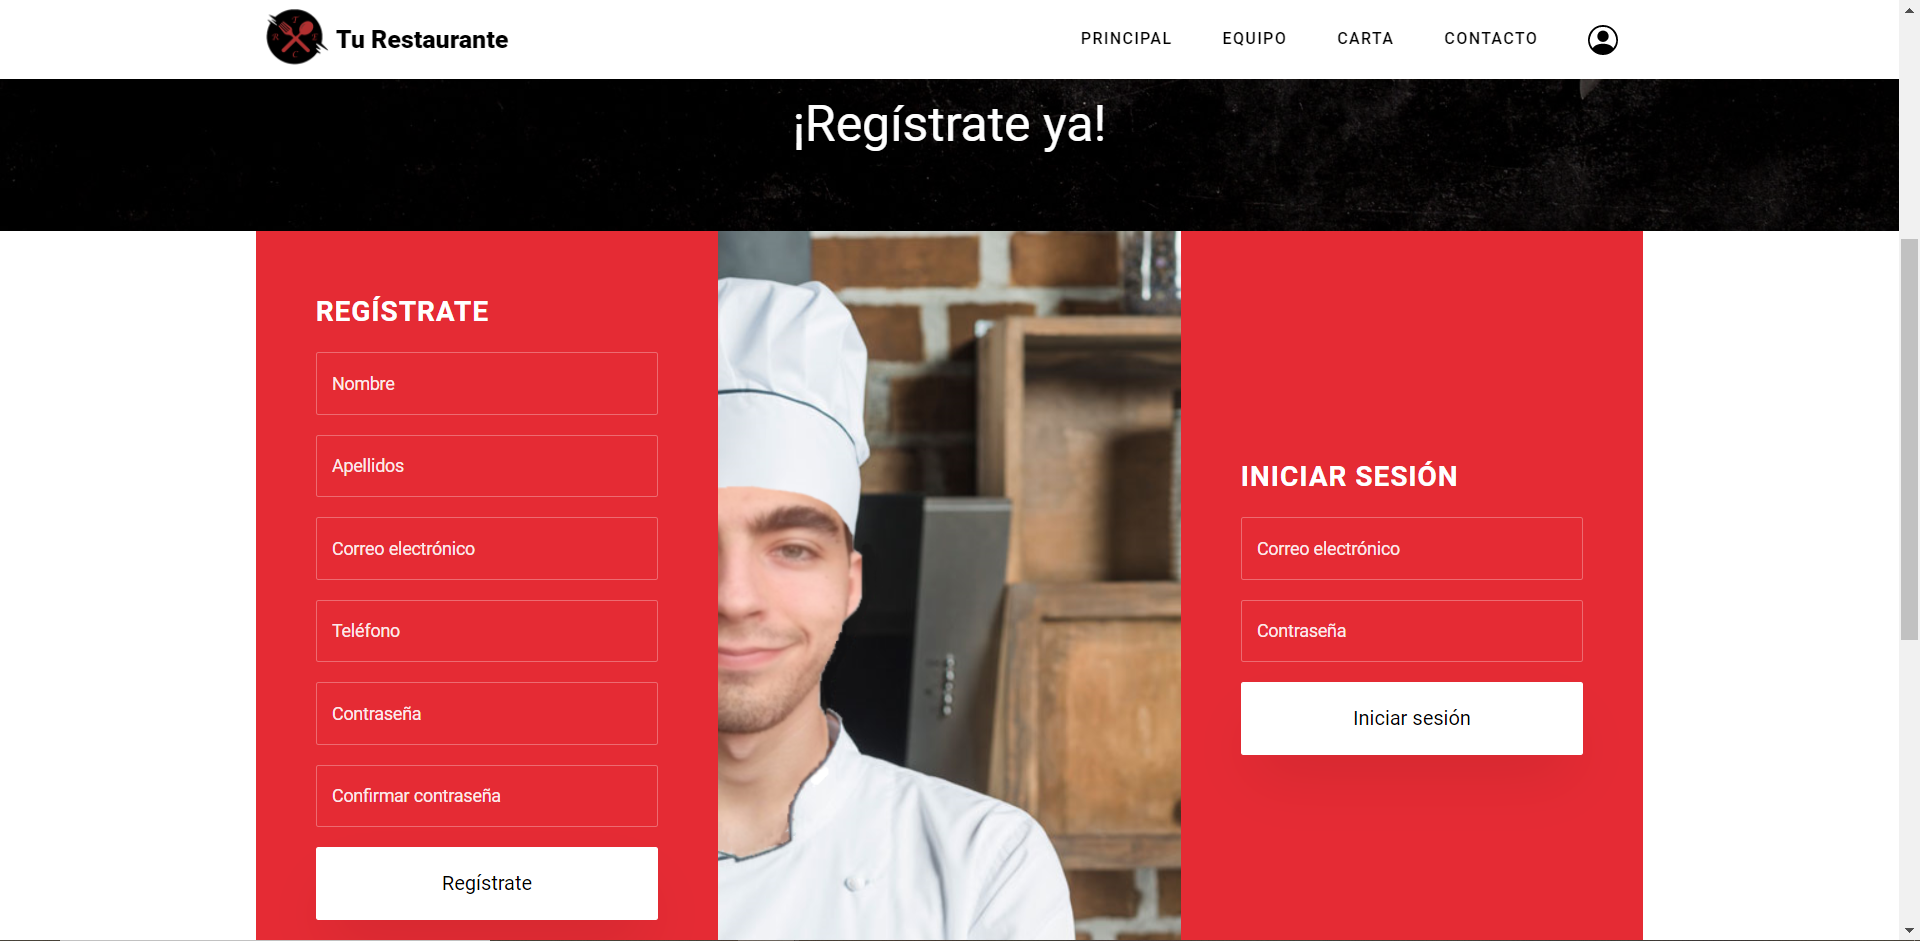 Tu Restaurante
PRINCIPAL
EQUIPO
CARTA
CONTACTO
¡Regístrate ya!
REGÍSTRATE
Nombre
Apellidos
Correo electrónico
Teléfono
Contraseña
Confirmar contraseña
Regístrate
INICIAR SESIÓN
Correo electrónico
Contraseña
Iniciar sesión